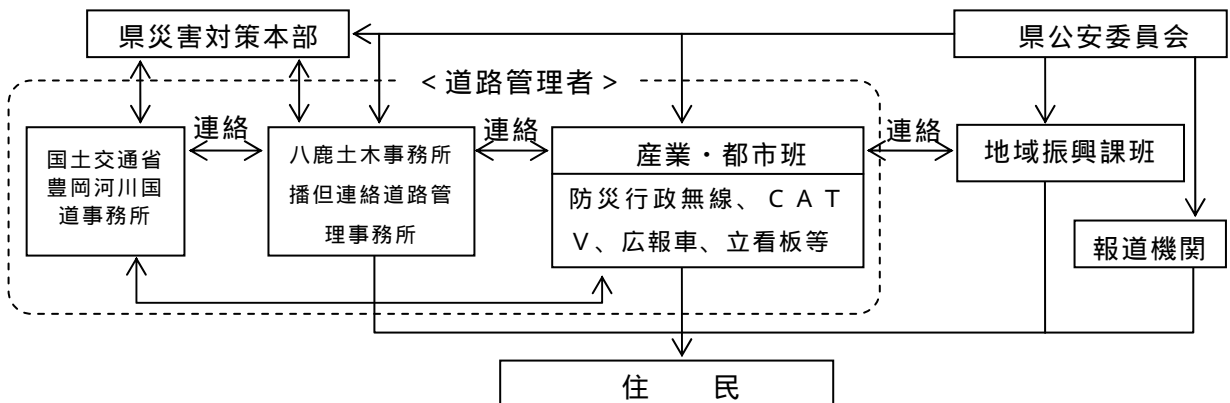 県災害対策本部
県公安委員会
＜道路管理者＞
連絡
連絡
連絡
国土交通省
豊岡河川国
道事務所
八鹿土木事務所
播但連絡道路管
理事務所
産業・都市班
防災行政無線、ＣＡＴ
Ｖ、広報車、立看板等
地域振興課班
報道機関
住　　民